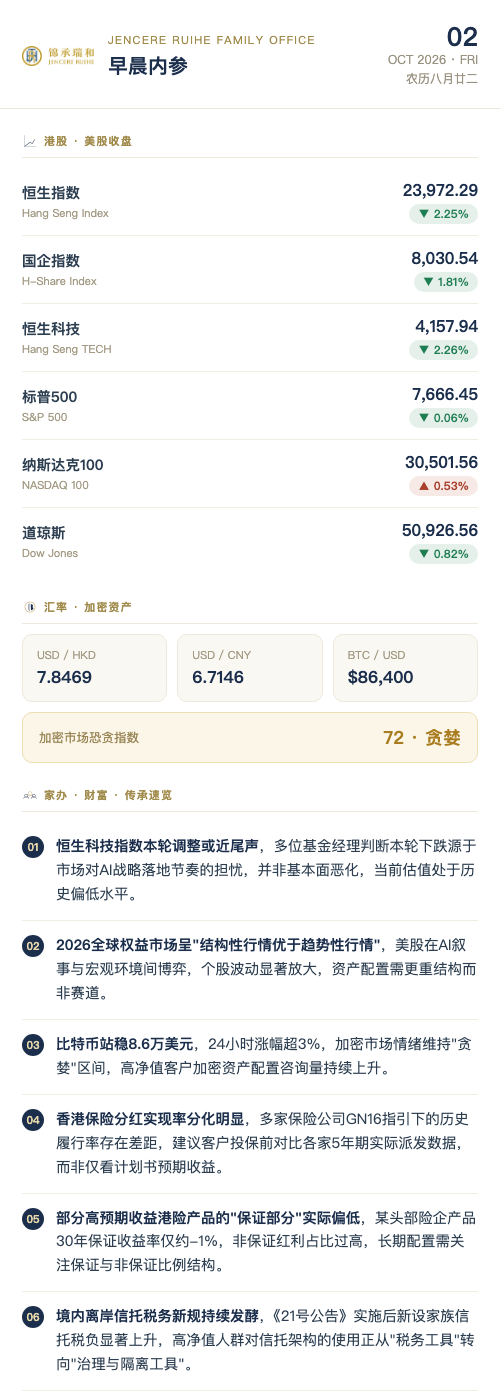 锦承瑞和
JENCERE RUIHE
JENCERE RUIHE FAMILY OFFICE
早晨内参
02
OCT 2026 · FRI
农历八月廿二
港股 · 美股收盘
恒生指数
23,972.29
Hang Seng Index
▼ 2.25%
国企指数
8,030.54
H-Share Index
▼ 1.81%
恒生科技
4,157.94
Hang Seng TECH
▼ 2.26%
标普500
7,666.45
S&P 500
▼ 0.06%
纳斯达克100
30,501.56
NASDAQ 100
▲ 0.53%
道琼斯
50,926.56
Dow Jones
▼ 0.82%
汇率 · 加密资产
USD / HKD
7.8469
USD / CNY
6.7146
BTC / USD
$86,400
加密市场恐贪指数
72 · 贪婪
家办 · 财富 · 传承速览
01
恒生科技指数本轮调整或近尾声，多位基金经理判断本轮下跌源于
市场对AI战略落地节奏的担忧，并非基本面恶化，当前估值处于历
史偏低水平。
02
2026全球权益市场呈"结构性行情优于趋势性行情"，美股在AI叙
事与宏观环境间博弈，个股波动显著放大，资产配置需更重结构而
非赛道。
03
比特币站稳8.6万美元，24小时涨幅超3%，加密市场情绪维持"贪
婪"区间，高净值客户加密资产配置咨询量持续上升。
04
香港保险分红实现率分化明显，多家保险公司GN16指引下的历史
履行率存在差距，建议客户投保前对比各家5年期实际派发数据，
而非仅看计划书预期收益。
05
部分高预期收益港险产品的"保证部分"实际偏低，某头部险企产品
30年保证收益率仅约-1%，非保证红利占比过高，长期配置需关
注保证与非保证比例结构。
06
境内离岸信托税务新规持续发酵，《21号公告》实施后新设家族信
托税负显著上升，高净值人群对信托架构的使用正从"税务工具"转
向"治理与隔离工具"。